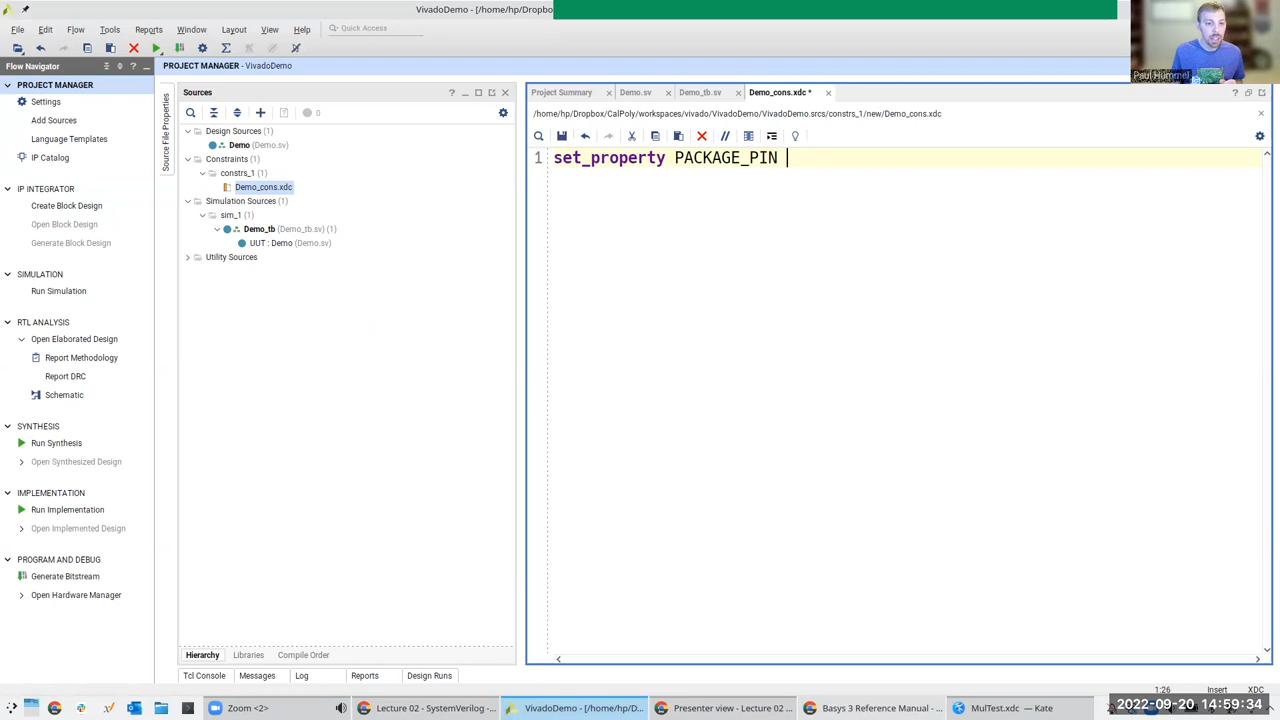 VivadoDemo - [/home/hp/Dropbo
File Edit Flow Tools Reports Window Layout View Help Quick Access
Flow Navigator
PROJECT MANAGER - VivadoDemo
Paul Hummel
PROJECT MANAGER
Settings
Add Sources
Language Templates
IP Catalog
IP INTEGRATOR
Create Block Design
Open Block Design
Generate Block Design
SIMULATION
Run Simulation
RTL ANALYSIS
Open Elaborated Design
Report Methodology
Report DRC
Schematic
SYNTHESIS
Run Synthesis
Open Synthesized Design
IMPLEMENTATION
Run Implementation
Open Implemented Design
PROGRAM AND DEBUG
Generate Bitstream
Open Hardware Manager
Source File Properties
Sources
0
Design Sources (1)
Demo (Demo.sv)
Constraints (1)
constrs_1 (1)
Demo_cons.xdc
Simulation Sources (1)
sim_1 (1)
Demo_tb (Demo_tb.sv) (1)
UUT : Demo (Demo.sv)
Utility Sources
Hierarchy Libraries Compile Order
Project Summary Demo.sv Demo_tb.sv Demo_cons.xdc *
/home/hp/Dropbox/CalPoly/workspaces/vivado/VivadoDemo/VivadoDemo.srcs/constrs_1/new/Demo_cons.xdc
1 set_property PACKAGE_PIN
Tcl Console Messages Log Reports Design Runs
1:26 Insert XDC
Zoom <2> Lecture 02 - SystemVerilog -... VivadoDemo - [/home/hp/D... Presenter view - Google ... Basys 3 Reference Manual -... MulTest.xdc — Kate
2022-09-20 14:59:34